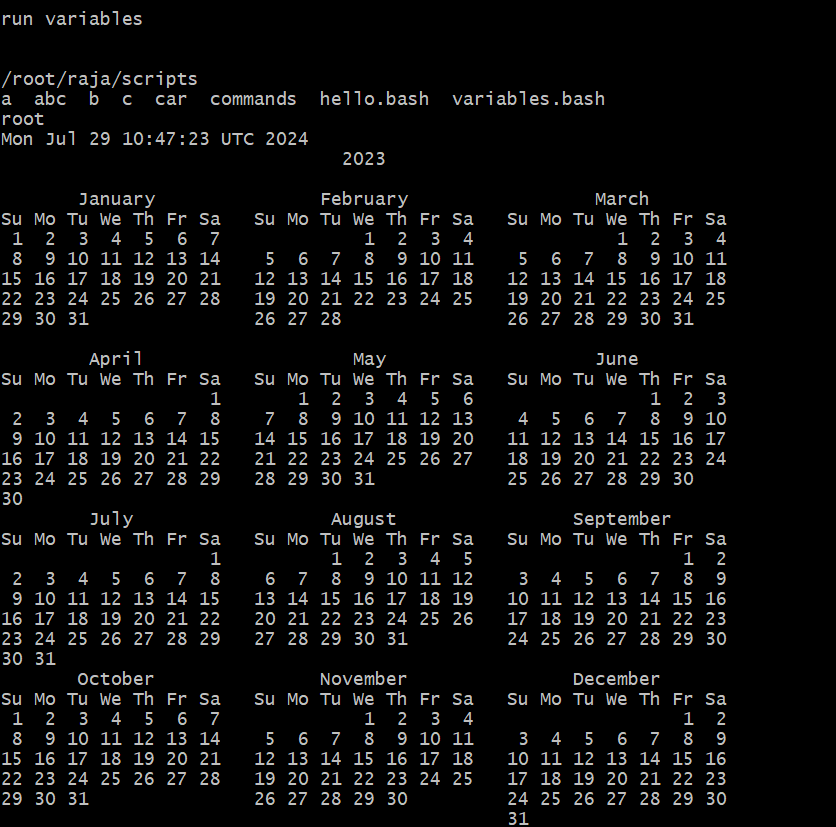 run variables
/root/raja/scripts
a  abc  b  c  car  commands  hello.bash  variables.bash
root
Mon Jul 29 10:47:23 UTC 2024
                               2023
       January               February                 March
Su Mo Tu We Th Fr Sa   Su Mo Tu We Th Fr Sa   Su Mo Tu We Th Fr Sa
 1  2  3  4  5  6  7             1  2  3  4             1  2  3  4
 8  9 10 11 12 13 14    5  6  7  8  9 10 11    5  6  7  8  9 10 11
15 16 17 18 19 20 21   12 13 14 15 16 17 18   12 13 14 15 16 17 18
22 23 24 25 26 27 28   19 20 21 22 23 24 25   19 20 21 22 23 24 25
29 30 31               26 27 28               26 27 28 29 30 31
        April                   May                   June
Su Mo Tu We Th Fr Sa   Su Mo Tu We Th Fr Sa   Su Mo Tu We Th Fr Sa
                   1       1  2  3  4  5  6                1  2  3
 2  3  4  5  6  7  8    7  8  9 10 11 12 13    4  5  6  7  8  9 10
 9 10 11 12 13 14 15   14 15 16 17 18 19 20   11 12 13 14 15 16 17
16 17 18 19 20 21 22   21 22 23 24 25 26 27   18 19 20 21 22 23 24
23 24 25 26 27 28 29   28 29 30 31            25 26 27 28 29 30
30
        July                  August                September
Su Mo Tu We Th Fr Sa   Su Mo Tu We Th Fr Sa   Su Mo Tu We Th Fr Sa
                   1          1  2  3  4  5                   1  2
 2  3  4  5  6  7  8    6  7  8  9 10 11 12    3  4  5  6  7  8  9
 9 10 11 12 13 14 15   13 14 15 16 17 18 19   10 11 12 13 14 15 16
16 17 18 19 20 21 22   20 21 22 23 24 25 26   17 18 19 20 21 22 23
23 24 25 26 27 28 29   27 28 29 30 31         24 25 26 27 28 29 30
30 31
       October               November               December
Su Mo Tu We Th Fr Sa   Su Mo Tu We Th Fr Sa   Su Mo Tu We Th Fr Sa
 1  2  3  4  5  6  7             1  2  3  4                   1  2
 8  9 10 11 12 13 14    5  6  7  8  9 10 11    3  4  5  6  7  8  9
15 16 17 18 19 20 21   12 13 14 15 16 17 18   10 11 12 13 14 15 16
22 23 24 25 26 27 28   19 20 21 22 23 24 25   17 18 19 20 21 22 23
29 30 31               26 27 28 29 30         24 25 26 27 28 29 30
                                              31